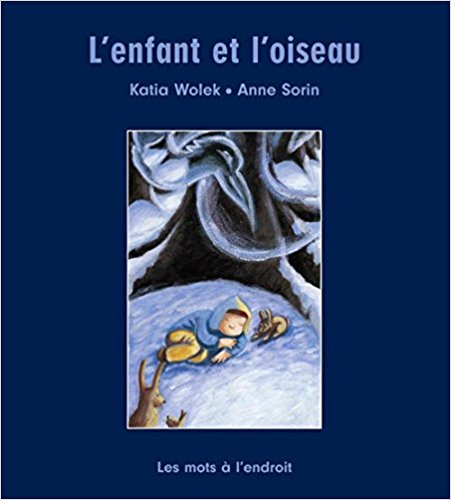 L'enfant et l'oiseau
Katia Wolek • Anne Sorin
Les mots à l'endroit